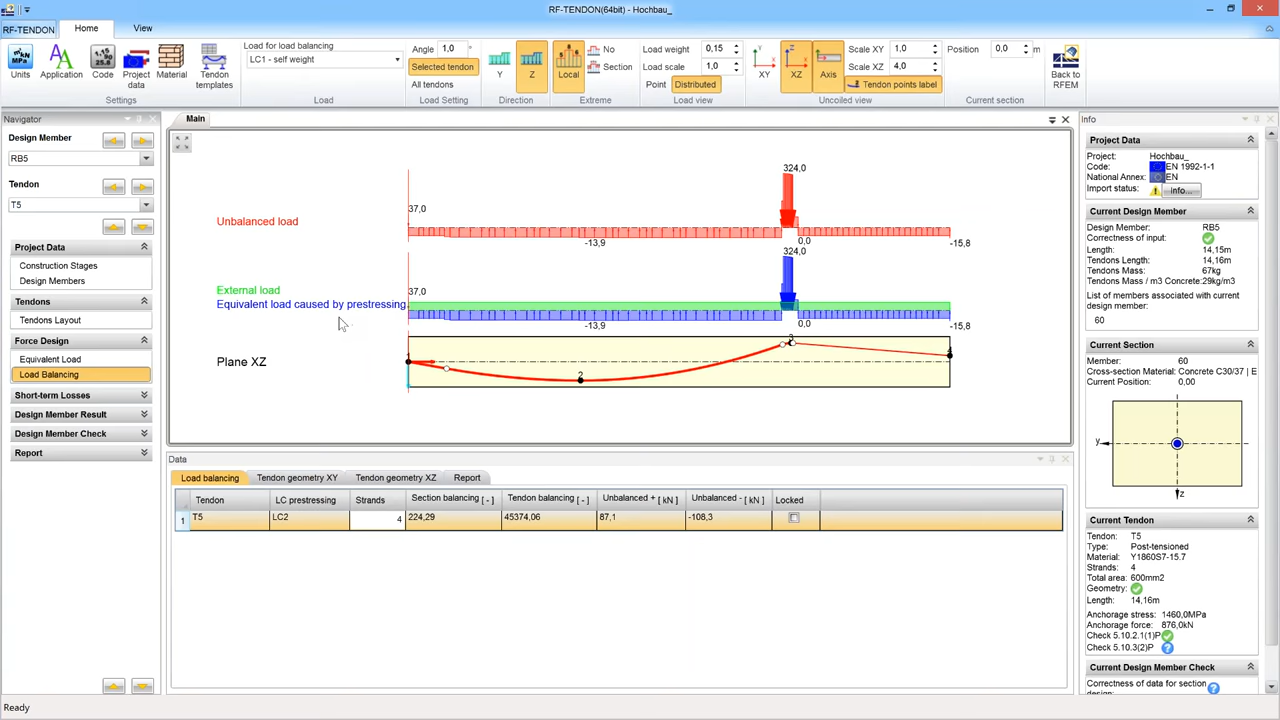 RF-TENDON(64bit) - Hochbau_
RF-TENDON
Home
View
Units
Application
Code
Project data
Material
Tendon templates
Settings
Load for load balancing
LC1 - self weight
Load
Angle 1,0 °
Selected tendon
All tendons
Load Setting
Y
Z
Direction
Local
No
Section
Extreme
Load weight 0,15
Load scale 1,0
Point Distributed
Load view
XY
XZ
Axis
Scale XY 1,0
Scale XZ 4,0
Tendon points label
Uncoiled view
Position 0,0 m
Current section
Back to RFEM
Navigator
Design Member
RB5
Tendon
T5
Project Data
Construction Stages
Design Members
Tendons
Tendons Layout
Force Design
Equivalent Load
Load Balancing
Short-term Losses
Design Member Result
Design Member Check
Report
Main
324,0
37,0
Unbalanced load
-13,9
0,0
-15,8
324,0
External load
37,0
Equivalent load caused by prestressing
-13,9
0,0
-15,8
Plane XZ
1
2
3
4
Data
Load balancing
Tendon geometry XY
Tendon geometry XZ
Report
Tendon LC prestressing Strands Section balancing [ - ] Tendon balancing [ - ] Unbalanced + [ kN ] Unbalanced - [ kN ] Locked
1 T5 LC2 4 224,29 45374,06 87,1 -108,3
Info
Project Data
Project: Hochbau_
Code: EN 1992-1-1
National Annex: EN
Import status: Info...
Current Design Member
Design Member: RB5
Correctness of input:
Length: 14,15m
Tendons Length: 14,16m
Tendons Mass: 67kg
Tendons Mass / m3 Concrete: 29kg/m3
List of members associated with current design member:
60
Current Section
Member: 60
Cross-section Material: Concrete C30/37 | E
Current Position: 0,00
y
z
Current Tendon
Tendon: T5
Type: Post-tensioned
Material: Y1860S7-15.7
Strands: 4
Total area: 600mm2
Geometry:
Length: 14,16m
Anchorage stress: 1460,0MPa
Anchorage force: 876,0kN
Check 5.10.2.1(1)P
Check 5.10.3(2)P
Current Design Member Check
Correctness of data for section
design:
Ready